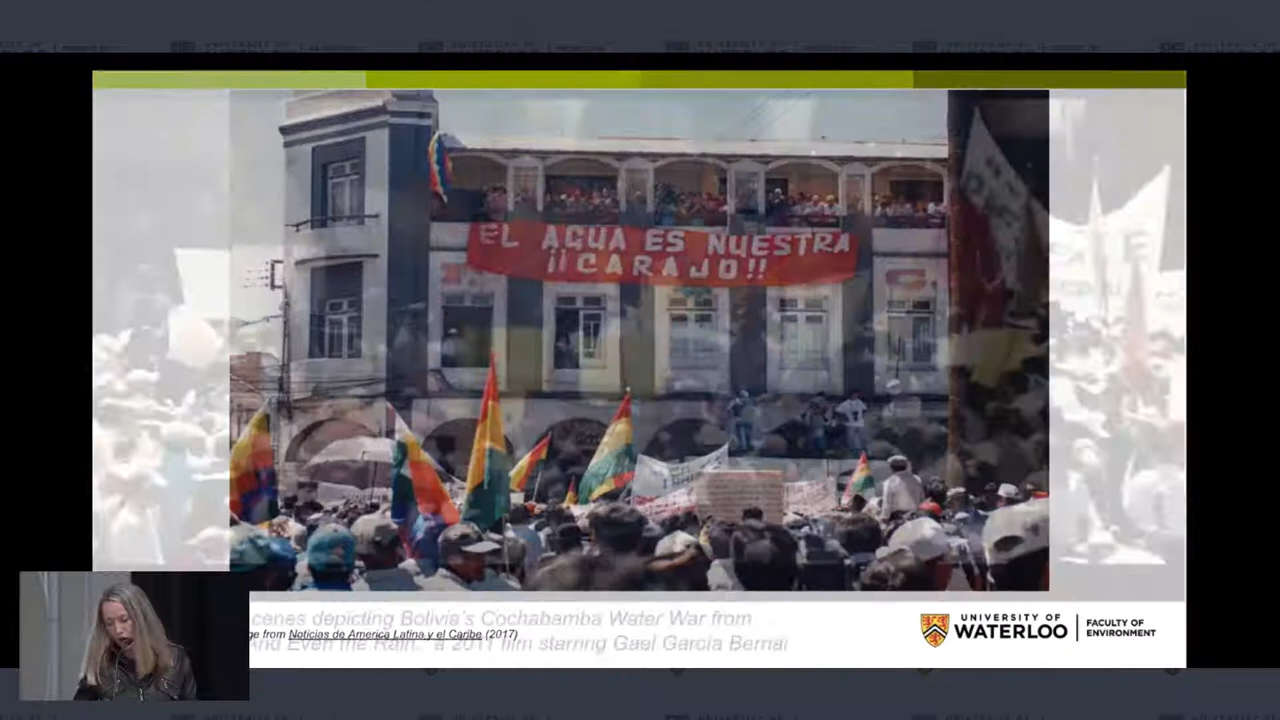 EL AGUA ES NUESTRA
¡¡CARAJO!!
cenes depicting Bolivia's Cochabamba Water War from
ge from Noticias de America Latina y el Caribe (2017)
And Even the Rain," a 2011 film starring Gael Garcia Bernal
UNIVERSITY OF
WATERLOO
FACULTY OF
ENVIRONMENT